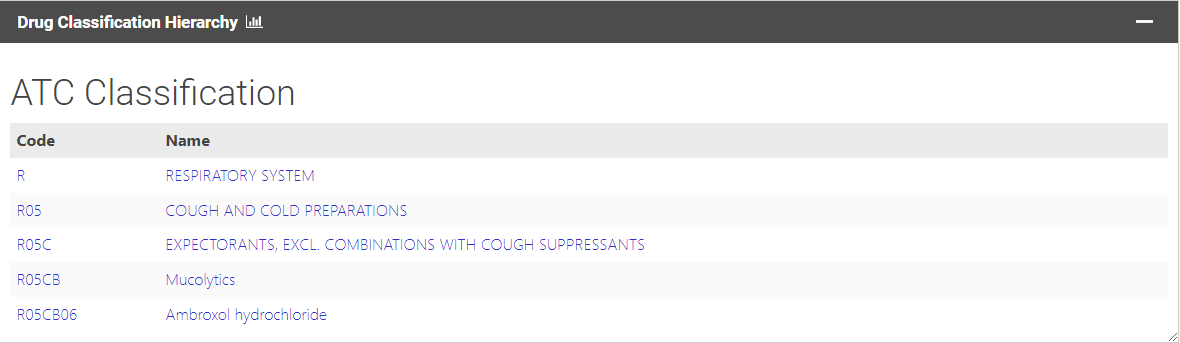 Drug Classification Hierarchy
ATC Classification
Code Name
R RESPIRATORY SYSTEM
R05 COUGH AND COLD PREPARATIONS
R05C EXPECTORANTS, EXCL. COMBINATIONS WITH COUGH SUPPRESSANTS
R05CB Mucolytics
R05CB06 Ambroxol hydrochloride